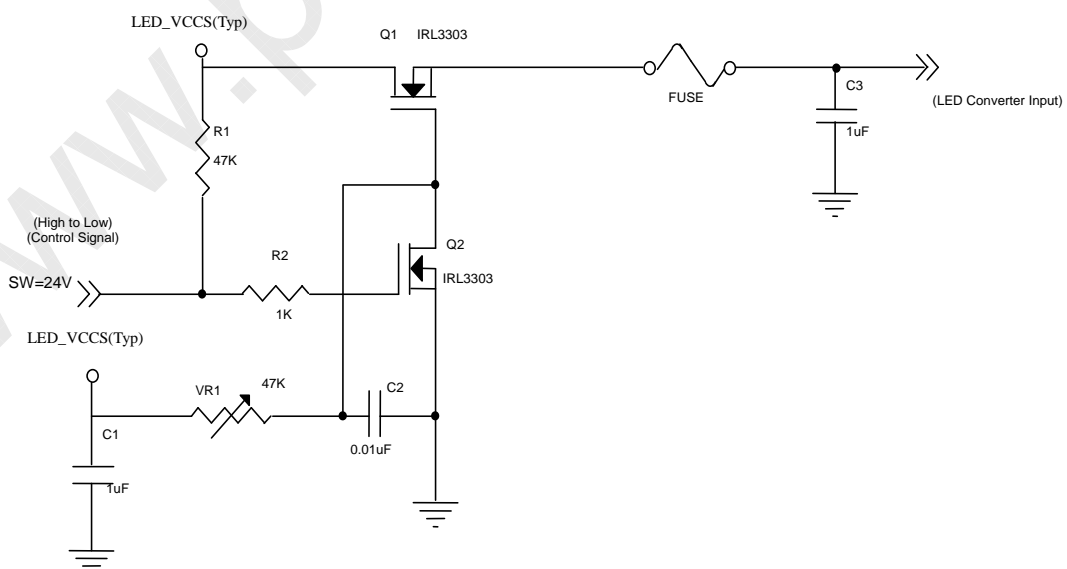 LED_VCCS(Typ)
Q1 IRL3303
R1
47K
FUSE
C3
1uF
(LED Converter Input)
(High to Low)
(Control Signal)
SW=24V
R2
1K
Q2
IRL3303
LED_VCCS(Typ)
VR1
47K
C2
0.01uF
C1
1uF
www.p